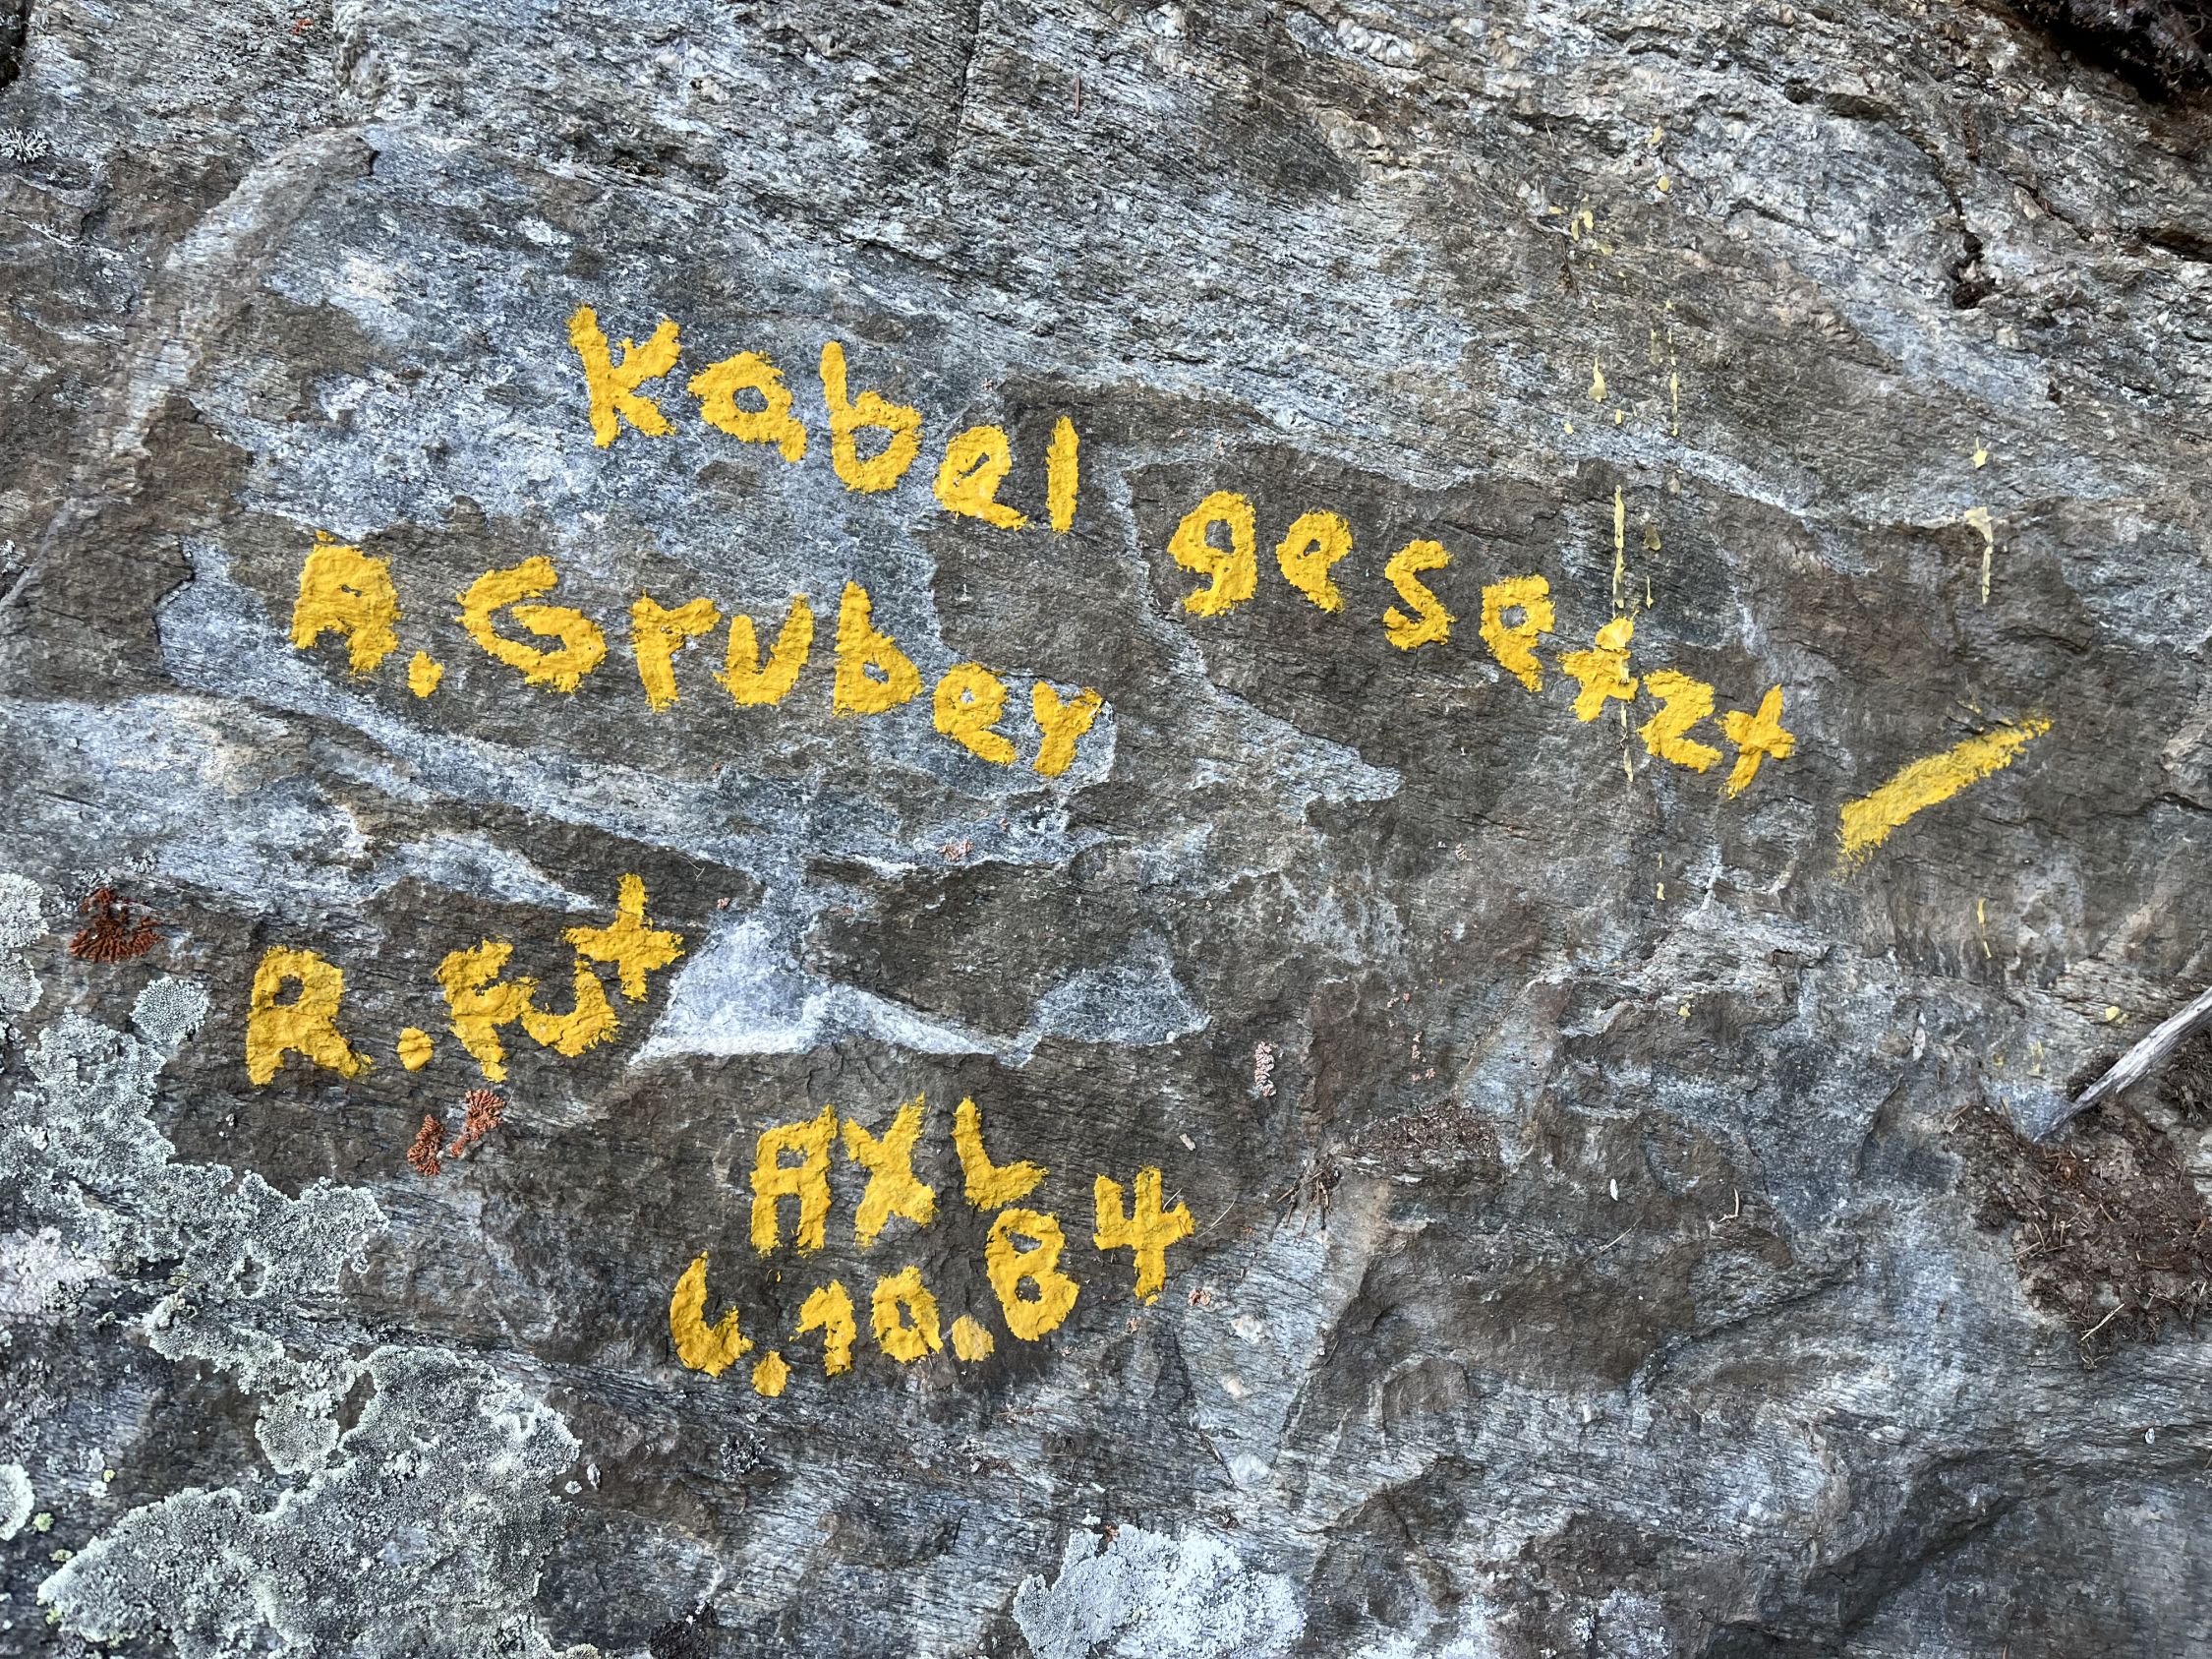 Kabel gesetzt
A. Gruber
R. Fut
AXL
6.10.84